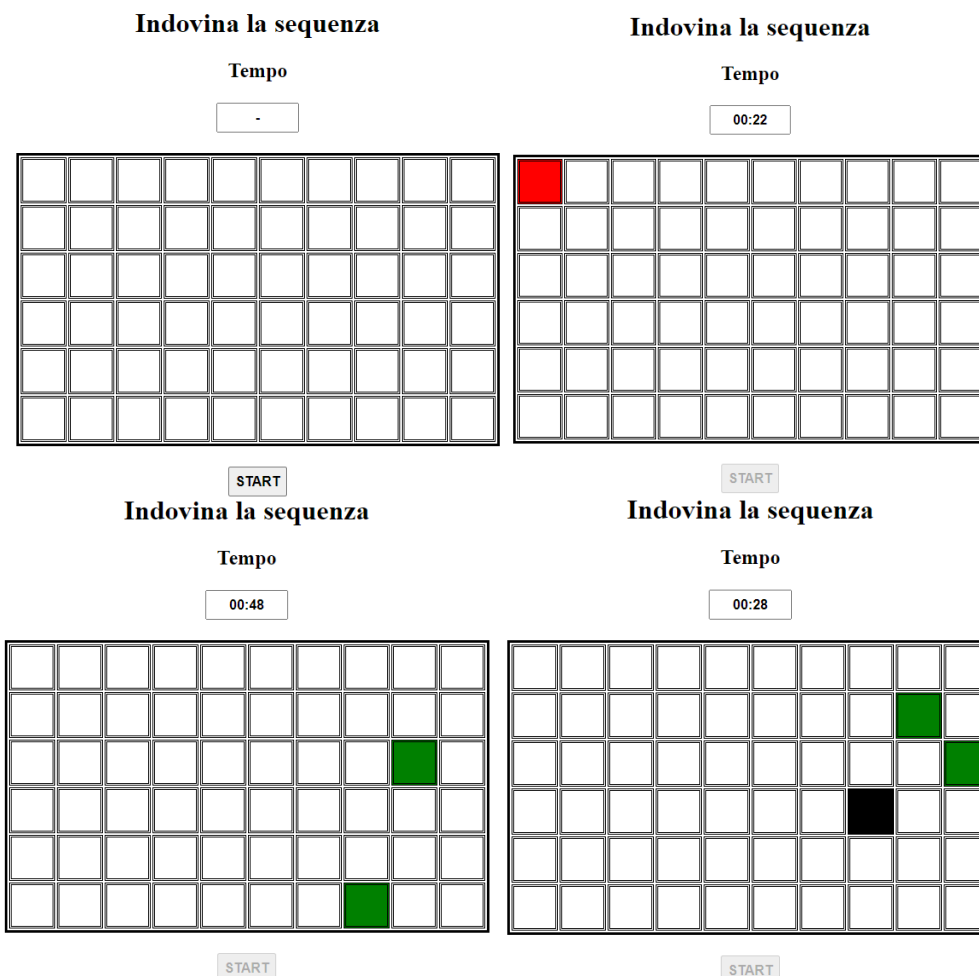 Indovina la sequenza
Tempo
-
START
Indovina la sequenza
Tempo
00:22
START
Indovina la sequenza
Tempo
00:48
START
Indovina la sequenza
Tempo
00:28
START